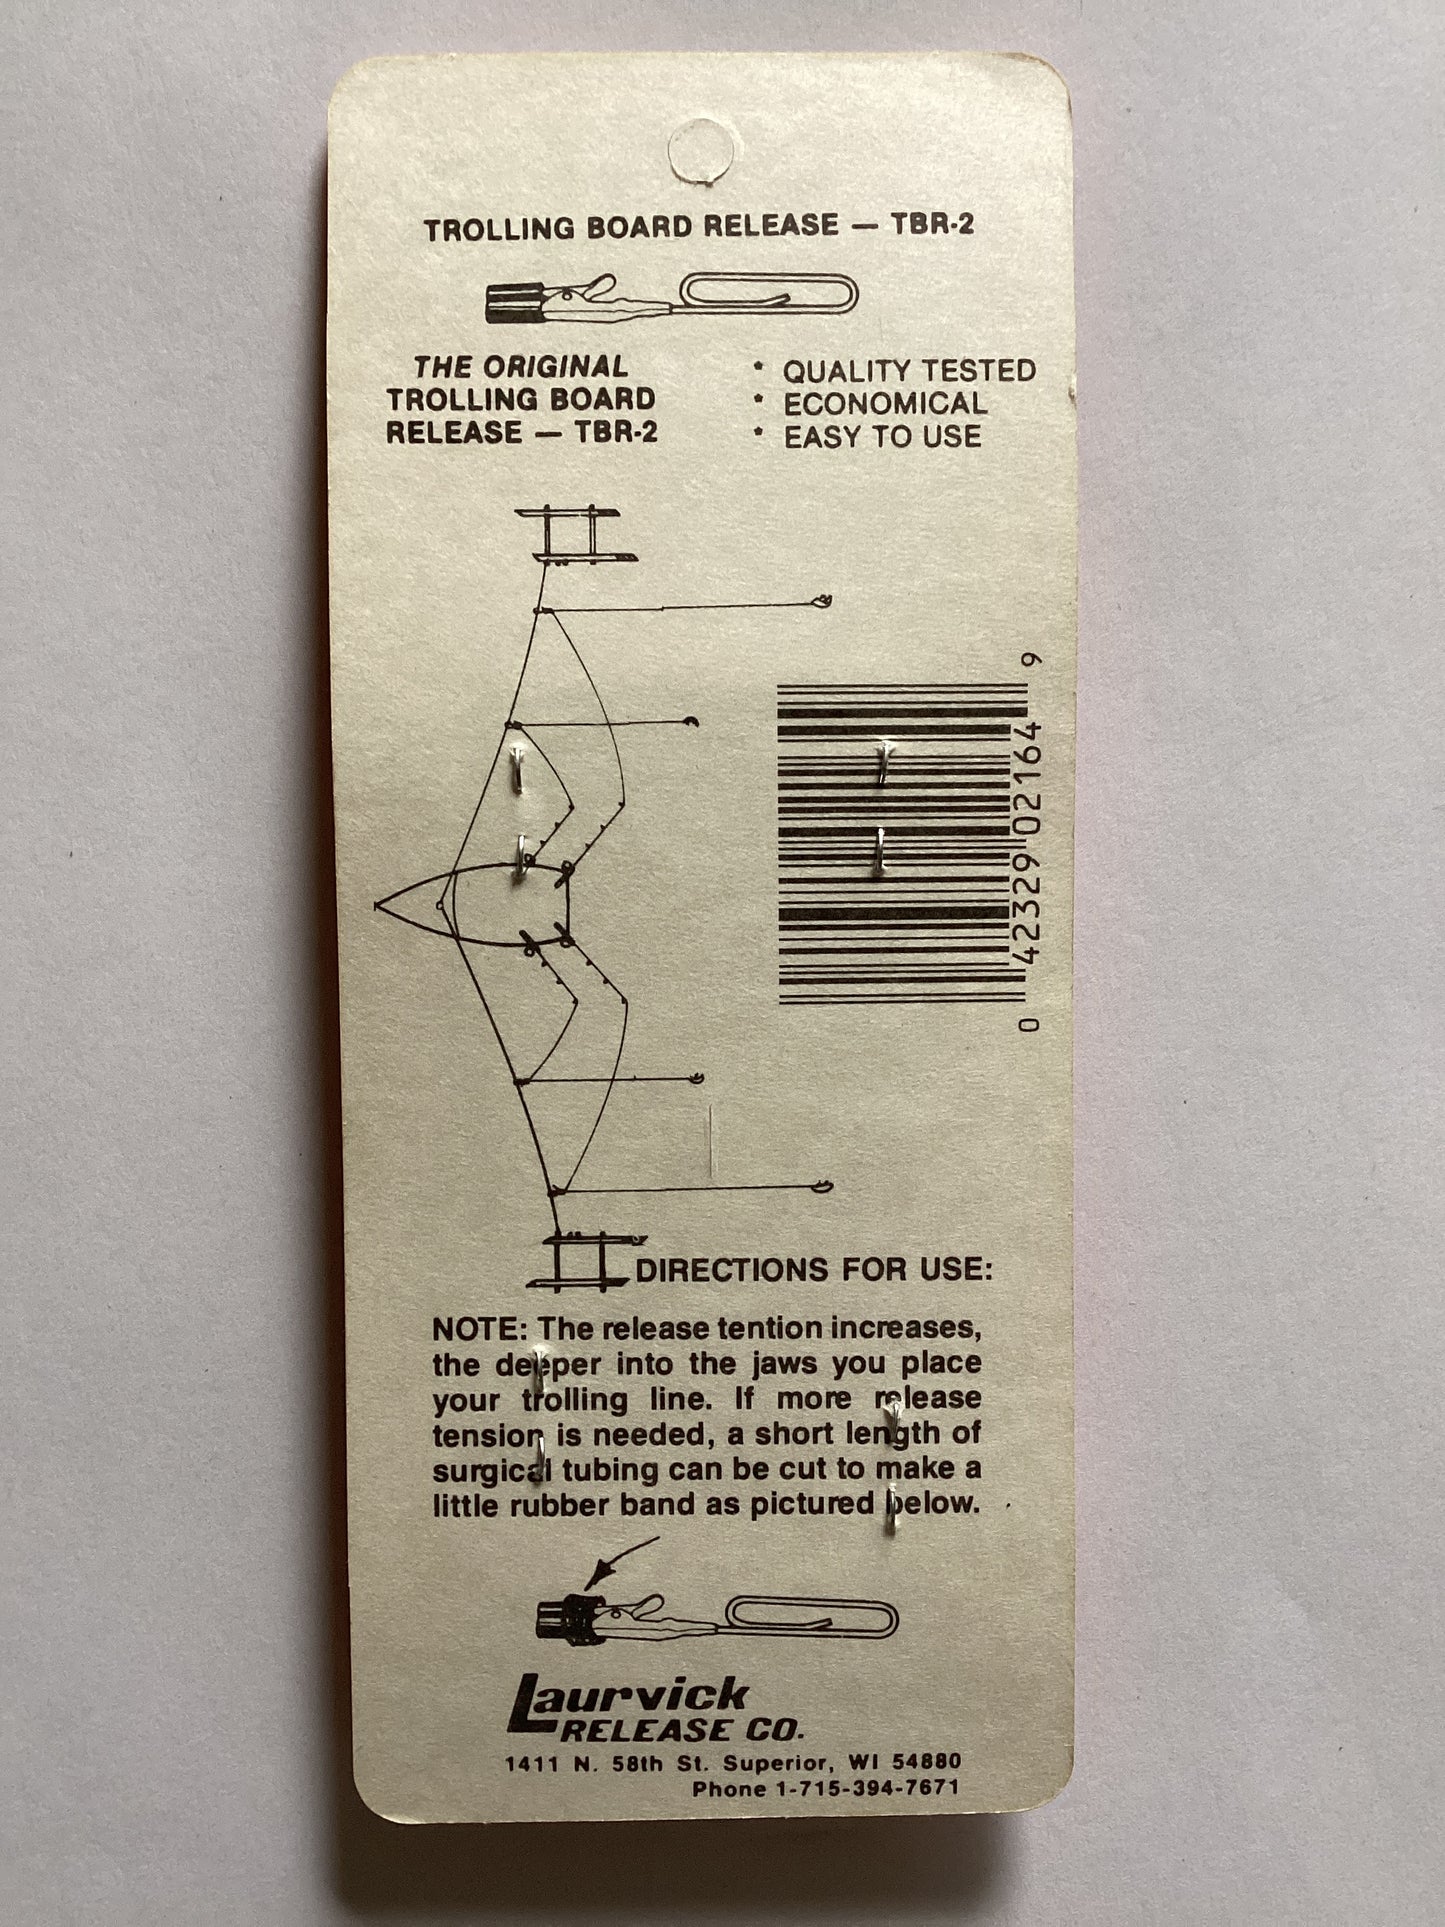 TROLLING BOARD RELEASE — TBR-2
THE ORIGINAL
TROLLING BOARD
RELEASE — TBR-2
* QUALITY TESTED
* ECONOMICAL
* EASY TO USE
0 42329 02164 9
DIRECTIONS FOR USE:
NOTE: The release tention increases,
the deeper into the jaws you place
your trolling line. If more release
tension is needed, a short length of
surgical tubing can be cut to make a
little rubber band as pictured below.
Laurvick
RELEASE CO.
1411 N. 58th St. Superior, WI 54880
Phone 1-715-394-7671